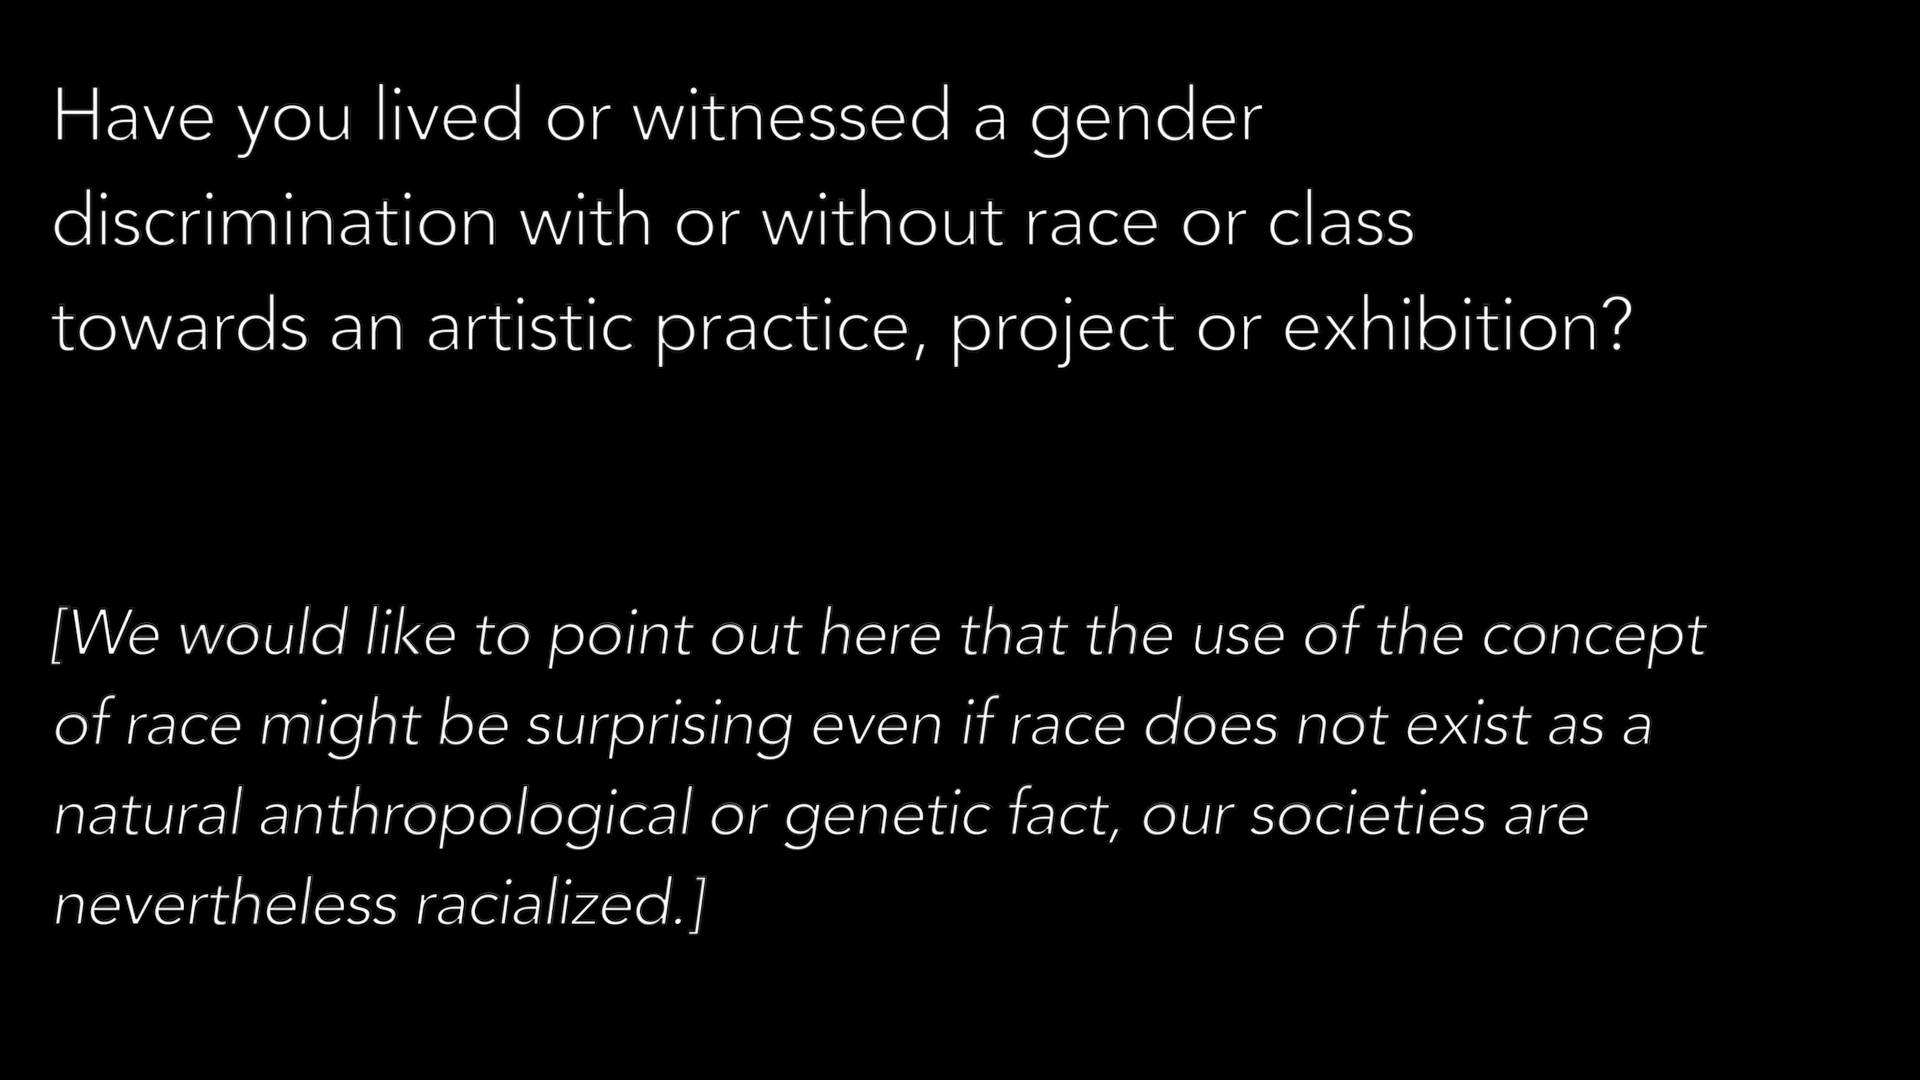 Have you lived or witnessed a gender
discrimination with or without race or class
towards an artistic practice, project or exhibition?
[We would like to point out here that the use of the concept
of race might be surprising even if race does not exist as a
natural anthropological or genetic fact, our societies are
nevertheless racialized.]